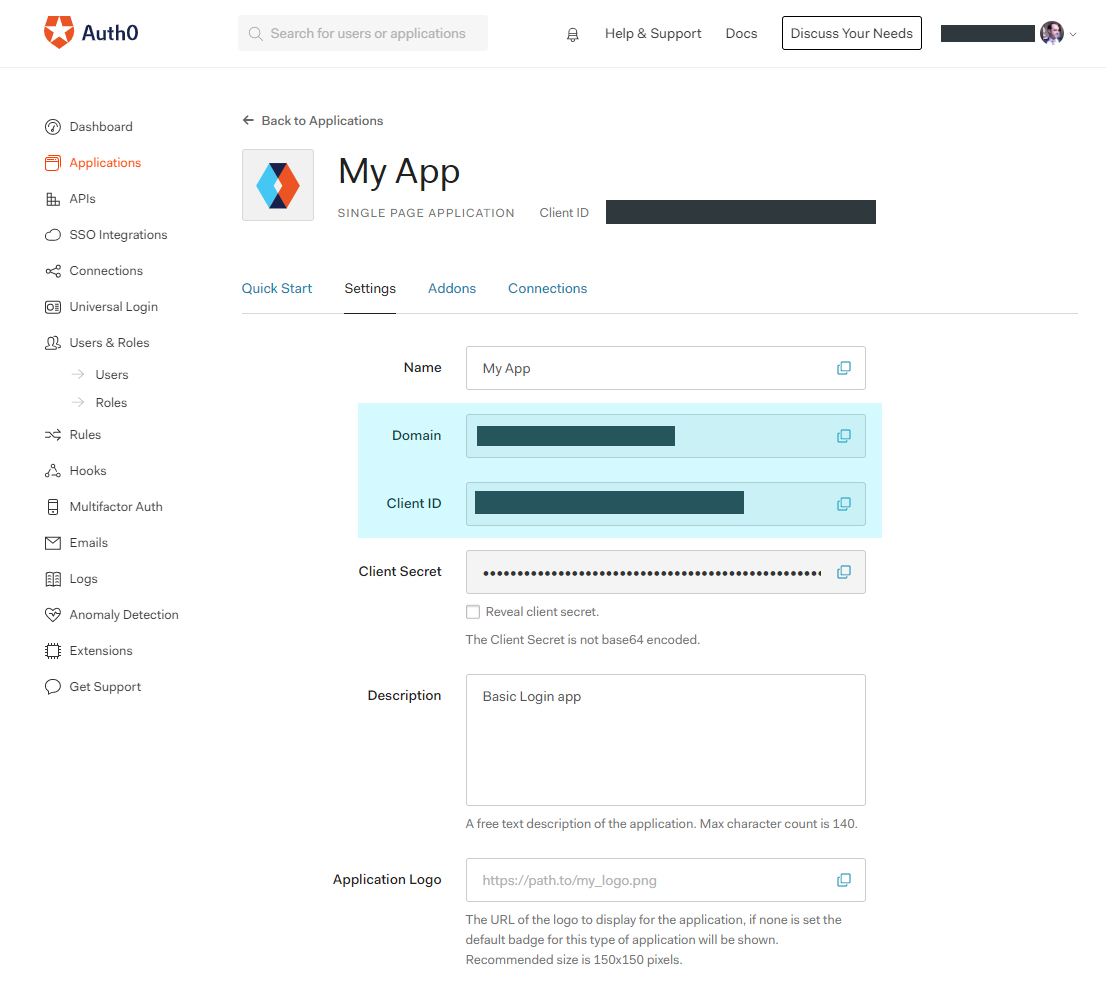 Auth0
Search for users or applications
Help & Support
Docs
Discuss Your Needs
Dashboard
Applications
APIs
SSO Integrations
Connections
Universal Login
Users & Roles
Users
Roles
Rules
Hooks
Multifactor Auth
Emails
Logs
Anomaly Detection
Extensions
Get Support
Back to Applications
My App
SINGLE PAGE APPLICATION
Client ID
Quick Start
Settings
Addons
Connections
Name
My App
Domain
Client ID
Client Secret
Reveal client secret.
The Client Secret is not base64 encoded.
Description
Basic Login app
A free text description of the application. Max character count is 140.
Application Logo
https://path.to/my_logo.png
The URL of the logo to display for the application, if none is set the
default badge for this type of application will be shown.
Recommended size is 150x150 pixels.